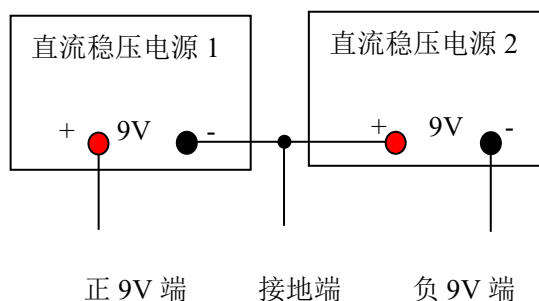 直流稳压电源 1
直流稳压电源 2
+ 9V -
+ 9V -
正 9V 端
接地端
负 9V 端